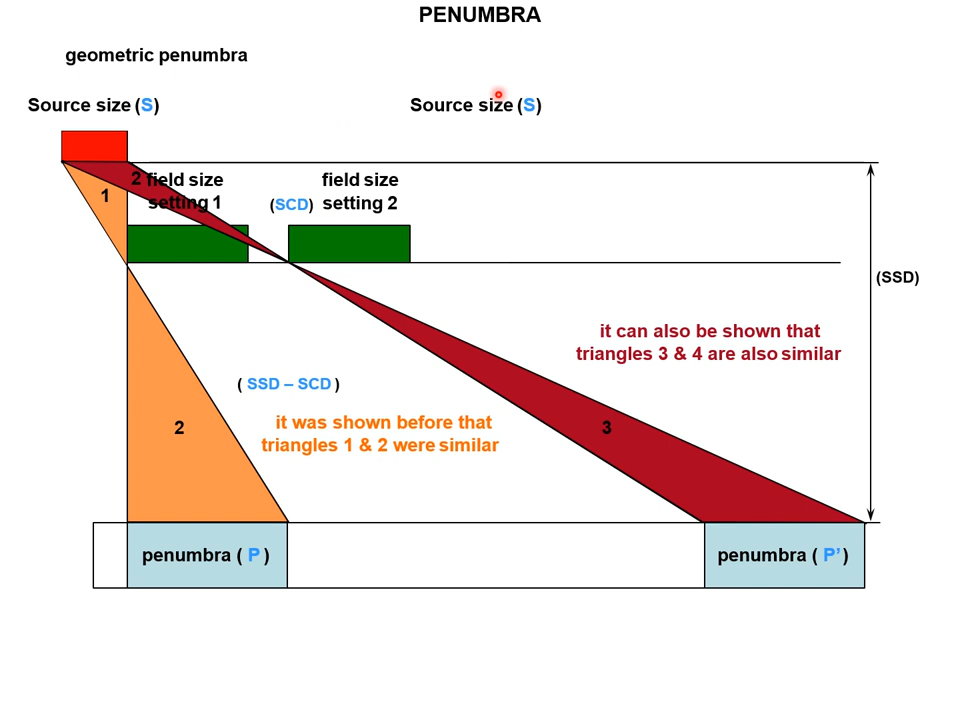 PENUMBRA
geometric penumbra
Source size (S)
Source size (S)
1
2
field size
setting 1
(SCD)
field size
setting 2
(SSD)
it can also be shown that
triangles 3 & 4 are also similar
( SSD – SCD )
it was shown before that
triangles 1 & 2 were similar
2
3
penumbra ( P )
penumbra ( P’ )